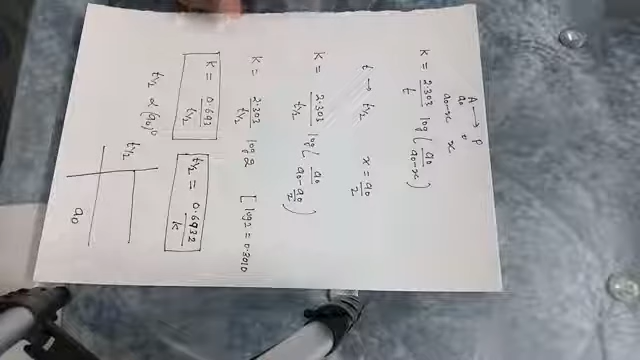 A → P
a₀ 0
a₀-x x
K = 2.303/t log ( a₀/a₀-x )
t → t½ x = a₀/2
K = 2.303/t½ log ( a₀/a₀-a₀/2 )
K = 2.303/t½ log 2 [ log 2 = 0.3010
K = 0.693/t½ t½ = 0.6932/K
t½ ∝ (a₀)⁰
t½
a₀